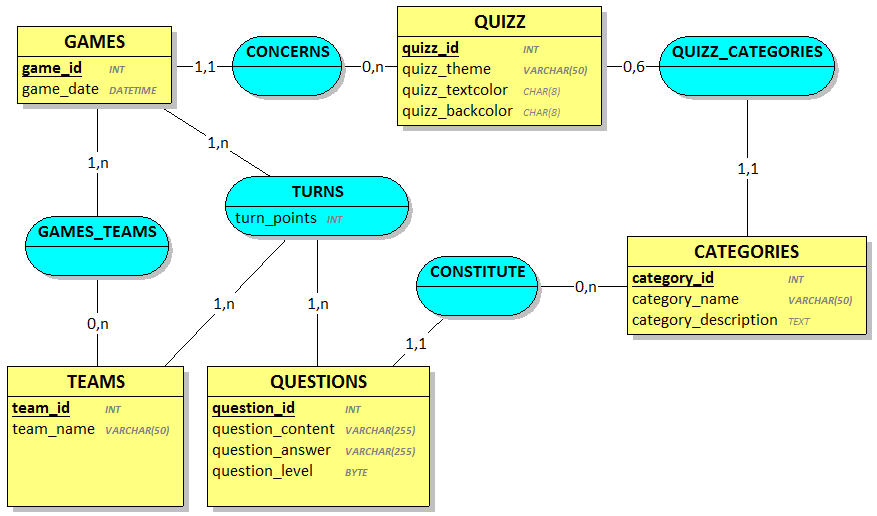 GAMES
game_id INT
game_date DATETIME
1,1
CONCERNS
0,n
QUIZZ
quizz_id INT
quizz_theme VARCHAR(50)
quizz_textcolor CHAR(8)
quizz_backcolor CHAR(8)
0,6
QUIZZ_CATEGORIES
1,n
1,n
1,1
TURNS
turn_points INT
GAMES_TEAMS
CATEGORIES
category_id INT
category_name VARCHAR(50)
category_description TEXT
CONSTITUTE
0,n
0,n
1,n
1,n
1,1
TEAMS
team_id INT
team_name VARCHAR(50)
QUESTIONS
question_id INT
question_content VARCHAR(255)
question_answer VARCHAR(255)
question_level BYTE